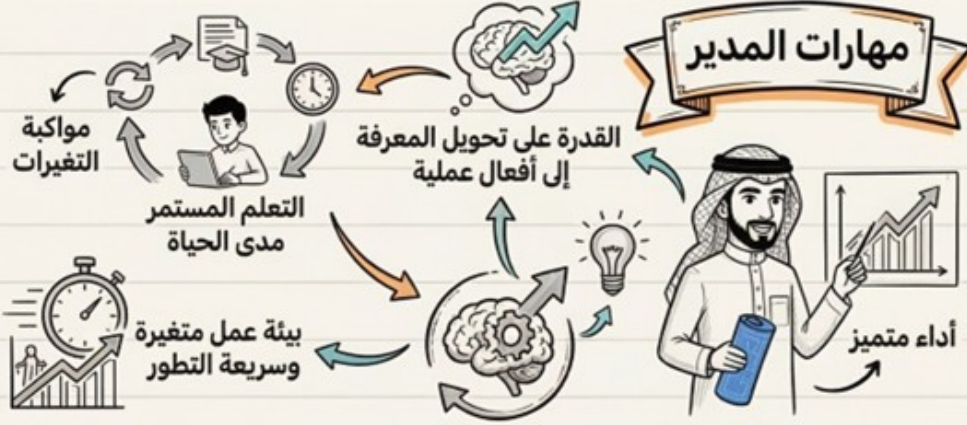 مهارات المدير
القدرة على تحويل المعرفة
إلى أفعال عملية
مواكبة
التغيرات
التعلم المستمر
مدى الحياة
بيئة عمل متغيرة
وسريعة التطور
أداء متميز